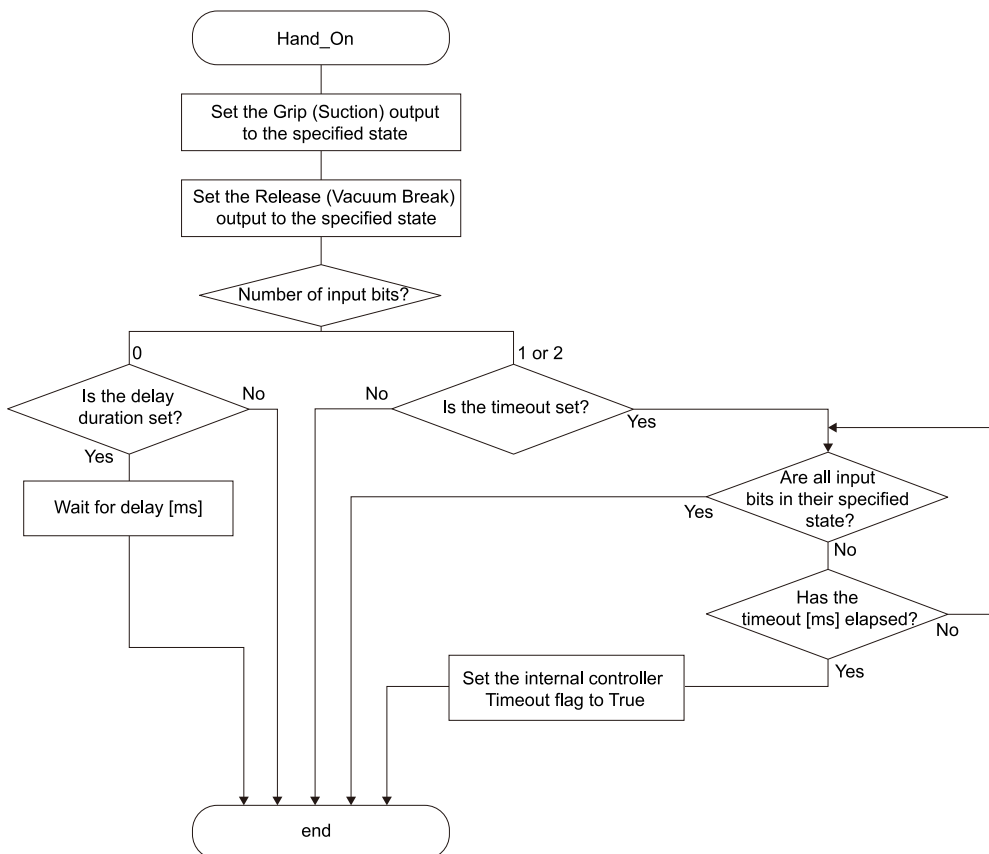 Hand_On
Set the Grip (Suction) output
to the specified state
Set the Release (Vacuum Break)
output to the specified state
Number of input bits?
0
1 or 2
Is the delay
duration set?
No
Yes
Wait for delay [ms]
No
Is the timeout set?
Yes
Are all input
bits in their specified
state?
Yes
No
Has the
timeout [ms] elapsed?
No
Yes
Set the internal controller
Timeout flag to True
end